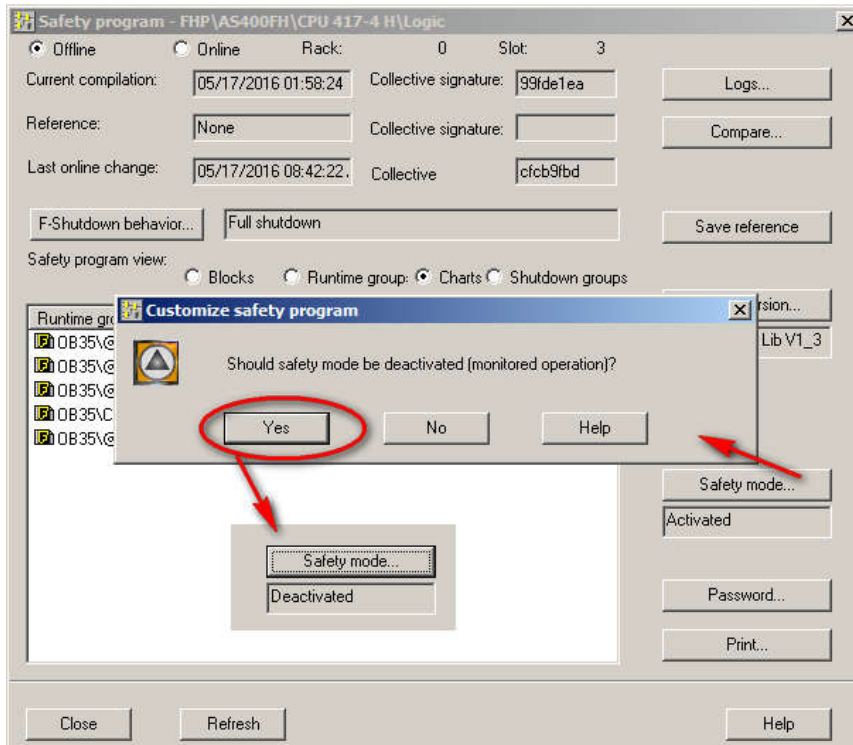 Safety program - FHP\AS400FH\CPU 417-4 H\Logic
Offline Online Rack: 0 Slot: 3
Current compilation: 05/17/2016 01:58:24 Collective signature: 99fde1ea Logs...
Reference: None Collective signature: Compare...
Last online change: 05/17/2016 08:42:22. Collective cfcb9fbd
F-Shutdown behavior... Full shutdown Save reference
Safety program view:
Blocks Runtime group: Charts Shutdown groups
Runtime gr
Customize safety program
rsion...
Lib V1_3
OB35\@
OB35\@
OB35\@
OB35\C
OB35\@
Should safety mode be deactivated (monitored operation)?
Yes No Help
Safety mode...
Activated
Safety mode...
Deactivated
Password...
Print...
Close Refresh Help